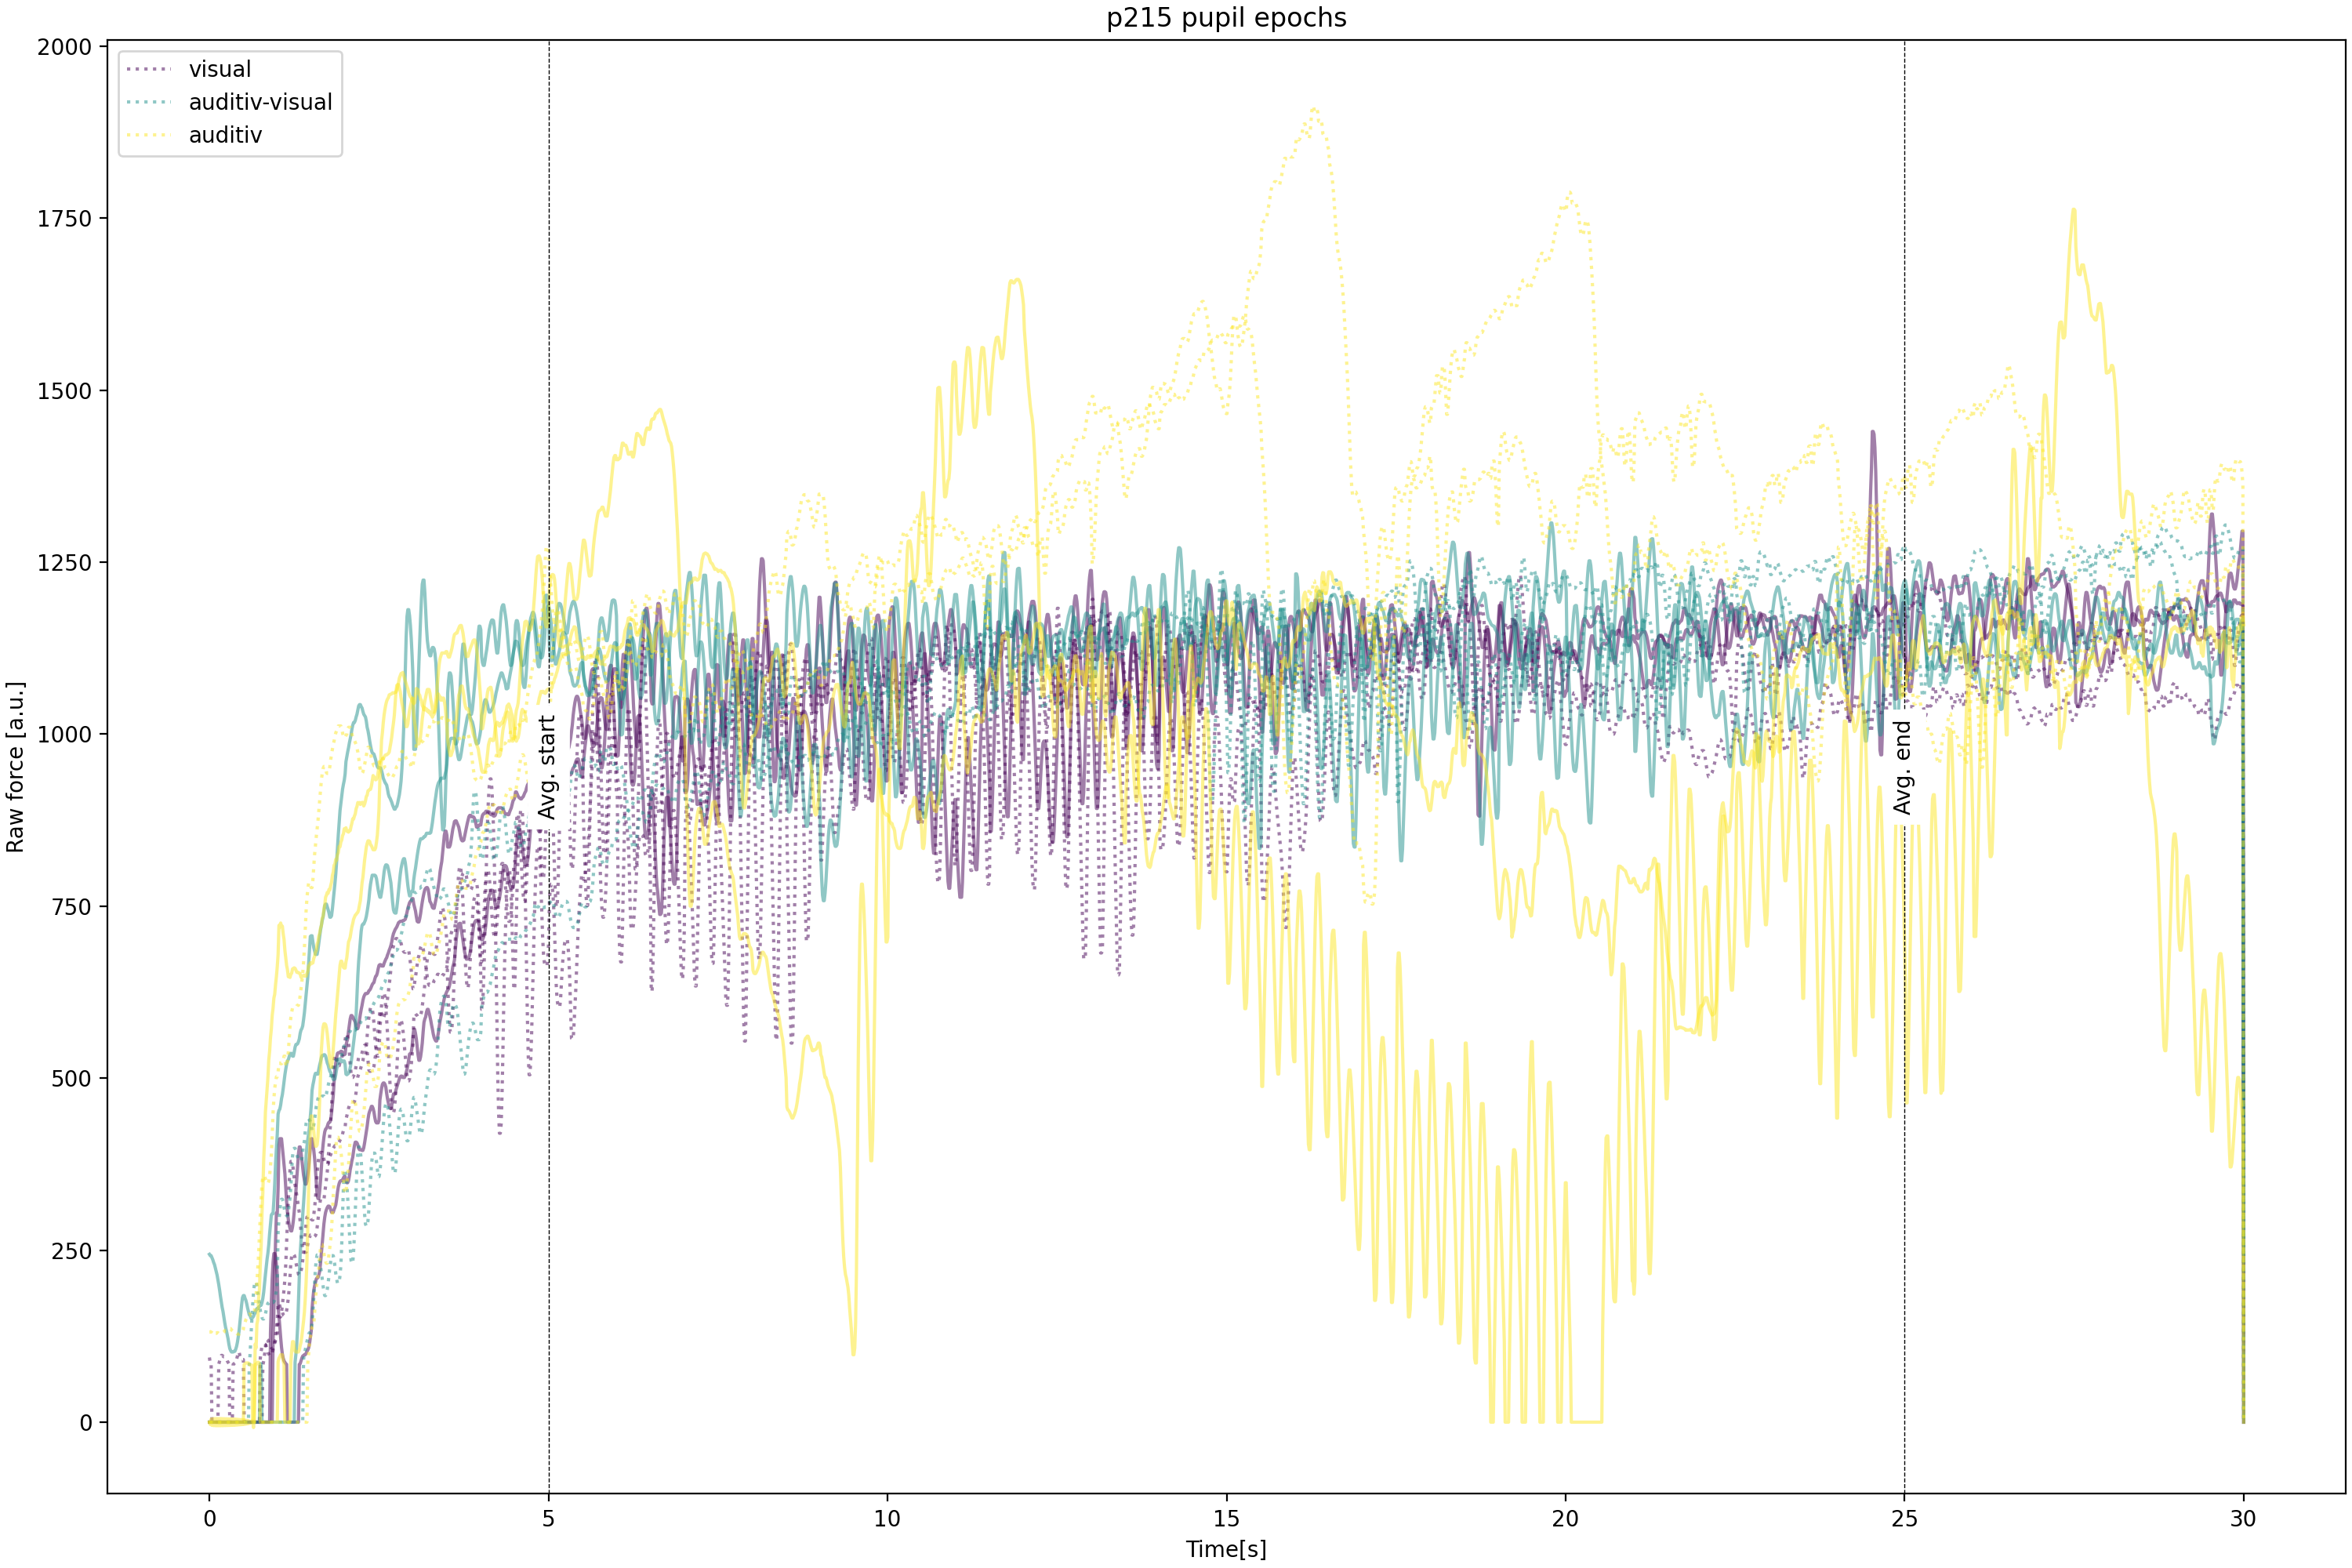 p215 pupil epochs
visual
auditiv-visual
auditiv
Raw force [a.u.]
2000
1750
1500
1250
1000
750
500
250
0
Avg. start
Avg. end
0 5 10 15 20 25 30
Time[s]